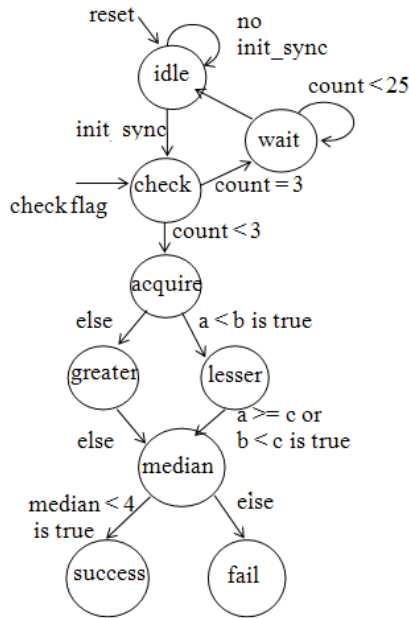 reset
no
init_sync
idle
count < 25
init_sync
wait
check
count = 3
check flag
count < 3
acquire
else
a < b is true
greater
lesser
else
a >= c or
b < c is true
median
median < 4
is true
else
success
fail